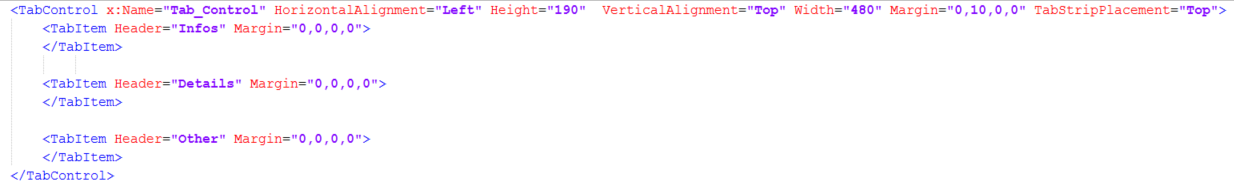 <TabControl x:Name="Tab_Control" HorizontalAlignment="Left" Height="190"  VerticalAlignment="Top" Width="480" Margin="0,10,0,0" TabStripPlacement="Top">
    <TabItem Header="Infos" Margin="0,0,0,0">
    </TabItem>
    <TabItem Header="Details" Margin="0,0,0,0">
    </TabItem>
    <TabItem Header="Other" Margin="0,0,0,0">
    </TabItem>
</TabControl>